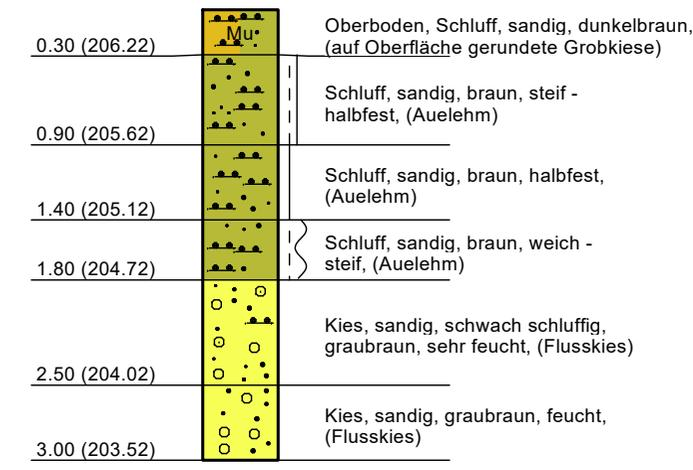 Oberboden, Schluff, sandig, dunkelbraun,
Mu
0.30 (206.22)
(auf Oberfläche gerundete Grobkiese)
Schluff, sandig, braun, steif -
halbfest, (Auelehm)
0.90 (205.62)
Schluff, sandig, braun, halbfest,
(Auelehm)
1.40 (205.12)
Schluff, sandig, braun, weich -
steif, (Auelehm)
1.80 (204.72)
Kies, sandig, schwach schluffig,
graubraun, sehr feucht, (Flusskies)
2.50 (204.02)
Kies, sandig, graubraun, feucht,
(Flusskies)
3.00 (203.52)